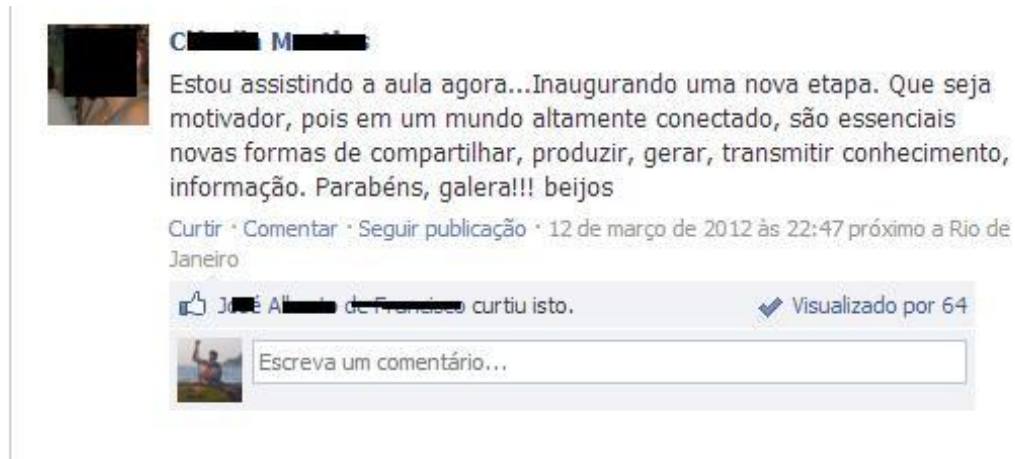 Estou assistindo a aula agora...Inaugurando uma nova etapa. Que seja
motivador, pois em um mundo altamente conectado, são essenciais
novas formas de compartilhar, produzir, gerar, transmitir conhecimento,
informação. Parabéns, galera!!! beijos
Curtir · Comentar · Seguir publicação · 12 de março de 2012 às 22:47 próximo a Rio de
Janeiro
curtiu isto. Visualizado por 64
Escreva um comentário...